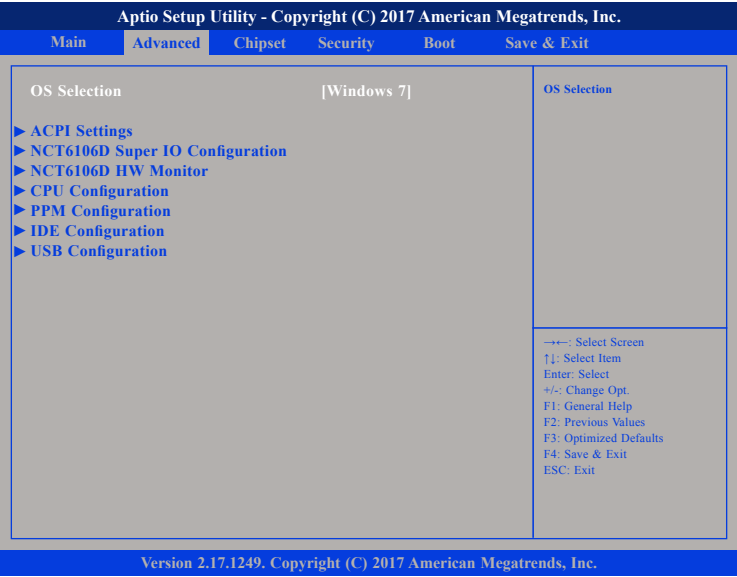 Aptio Setup Utility - Copyright (C) 2017 American Megatrends, Inc.
Main Advanced Chipset Security Boot Save & Exit
OS Selection [Windows 7]
► ACPI Settings
► NCT6106D Super IO Configuration
► NCT6106D HW Monitor
► CPU Configuration
► PPM Configuration
► IDE Configuration
► USB Configuration
OS Selection
→←: Select Screen
↑↓: Select Item
Enter: Select
+/-: Change Opt.
F1: General Help
F2: Previous Values
F3: Optimized Defaults
F4: Save & Exit
ESC: Exit
Version 2.17.1249. Copyright (C) 2017 American Megatrends, Inc.